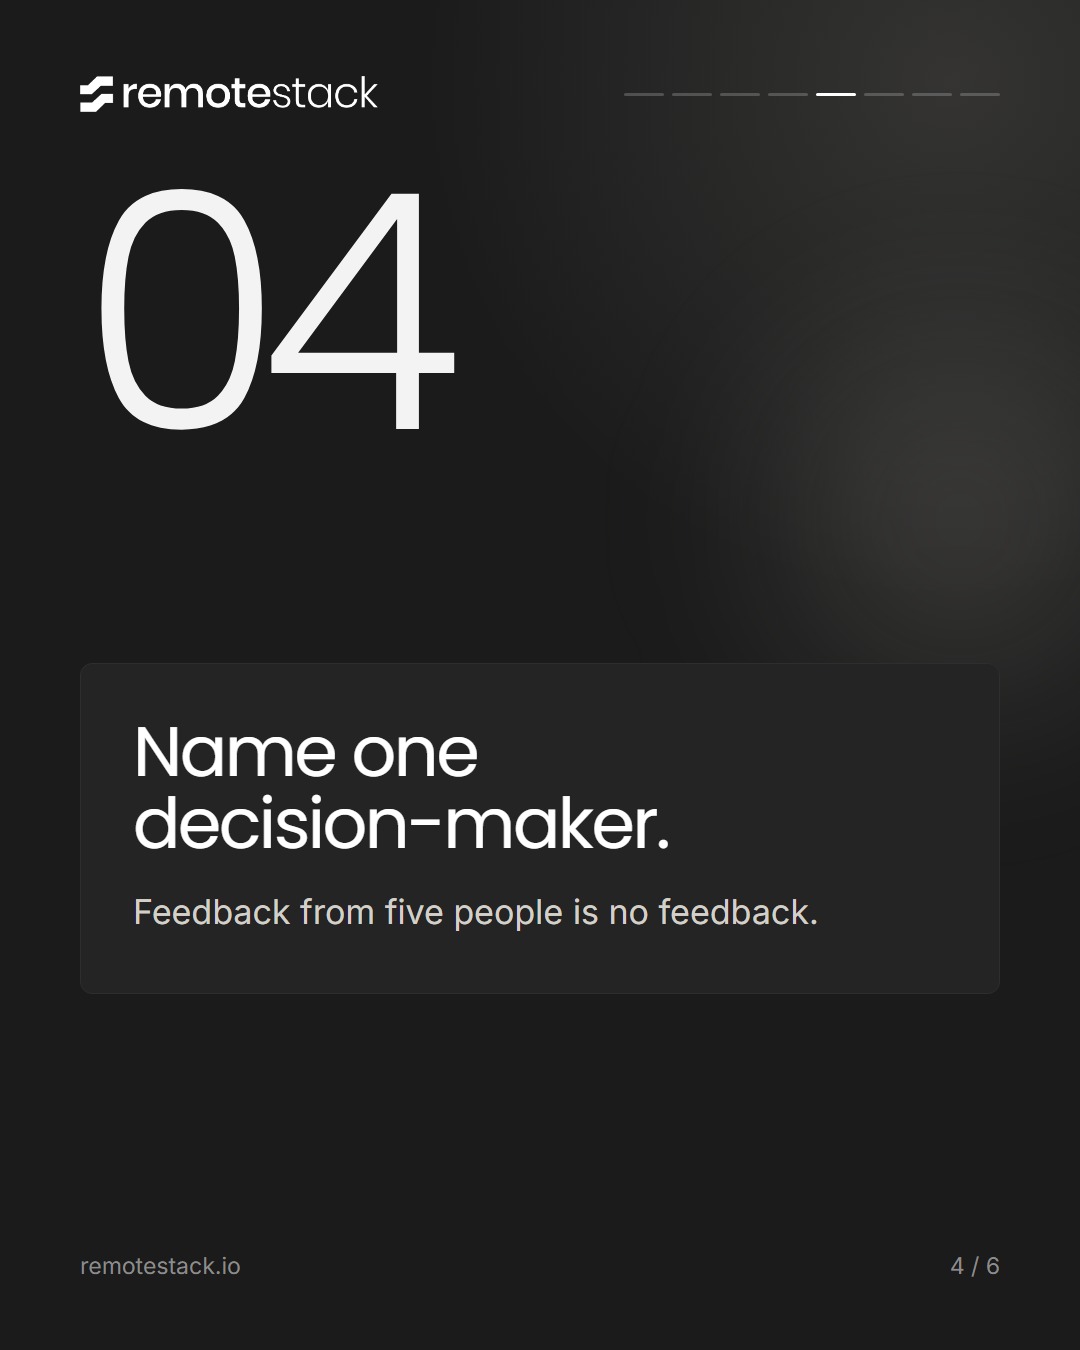 remotestack
04
Name one
decision-maker.
Feedback from five people is no feedback.
remotestack.io
4 / 6